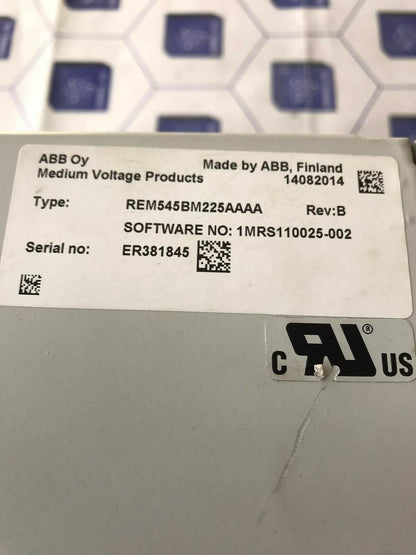 ABB Oy Made by ABB, Finland
Medium Voltage Products 14082014
Type: REM545BM225AAAA Rev:B
SOFTWARE NO: 1MRS110025-002
Serial no: ER381845
C RU ® US